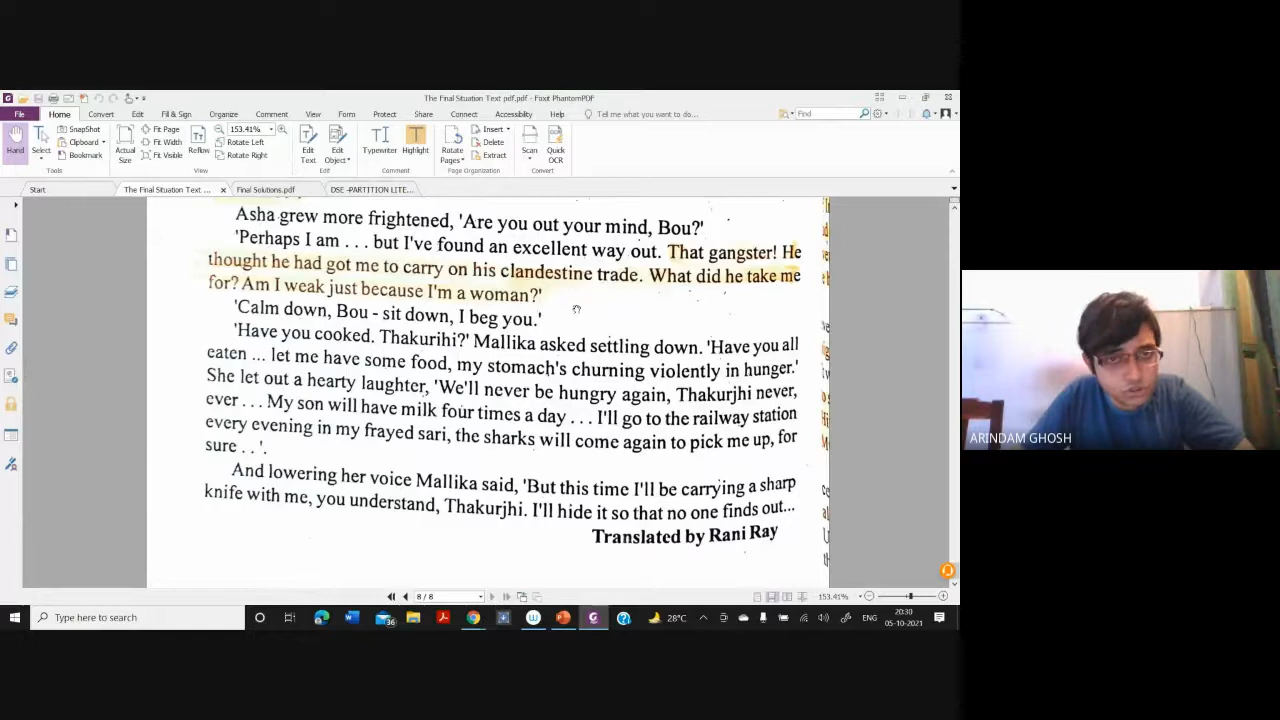 The Final Situation Text pdf.pdf - Foxit PhantomPDF
File Home Convert Fill & Sign Organize Comment View Form Protect Share Connect Accessibility Help Tell me what you want to do... Find
SnapShot Fit Page 153.41% Insert
Clipboard Fit Width Rotate Left Delete
Bookmark Fit Visible Rotate Right Extract
Hand Select Actual Size Reflow Edit Text Edit Object Typewriter Highlight Rotate Pages Scan Quick OCR
Tools View Edit Comment Page Organization Convert
Start The Final Situation Text ... Final Solutions.pdf DSE -PARTITION LITE...
Asha grew more frightened, 'Are you out your mind, Bou?'
'Perhaps I am . . . but I've found an excellent way out. That gangster! He
thought he had got me to carry on his clandestine trade. What did he take me
for? Am I weak just because I'm a woman?'
'Calm down, Bou - sit down, I beg you.'
'Have you cooked. Thakurihi?' Mallika asked settling down. 'Have you all
eaten ... let me have some food, my stomach's churning violently in hunger.'
She let out a hearty laughter, 'We'll never be hungry again, Thakurjhi never,
ever . . . My son will have milk four times a day . . . I'll go to the railway station
every evening in my frayed sari, the sharks will come again to pick me up, for
sure . . '.
And lowering her voice Mallika said, 'But this time I'll be carrying a sharp
knife with me, you understand, Thakurjhi. I'll hide it so that no one finds out...
Translated by Rani Ray
ARINDAM GHOSH
8 / 8 153.41%
Type here to search 36 28°C ENG 20:30
05-10-2021